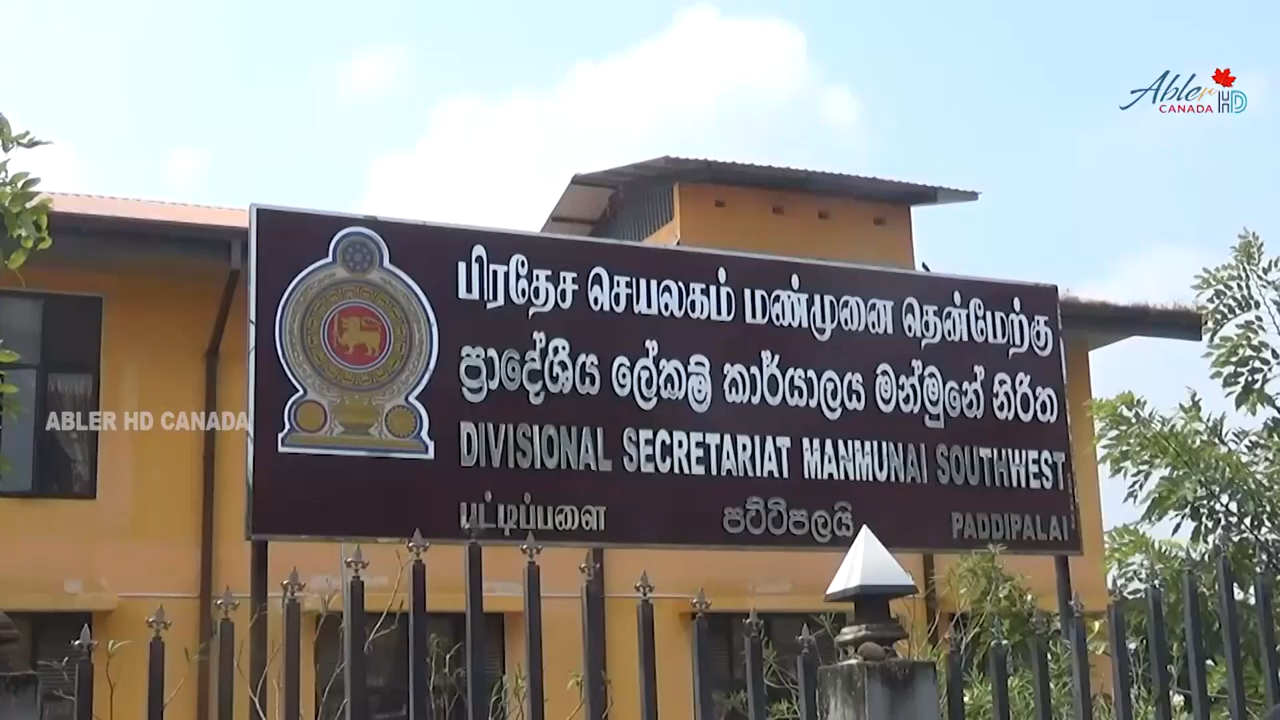 Abler
CANADA HD
பிரதேச செயலகம் மண்முனை தென்மேற்கு
ප්‍රාදේශීය ලේකම් කාර්යාලය මන්මුනේ නිරිත
DIVISIONAL SECRETARIAT MANMUNAI SOUTHWEST
பட்டிப்பளை පට්ටිපලයි PADDIPALAI
ABLER HD CANADA